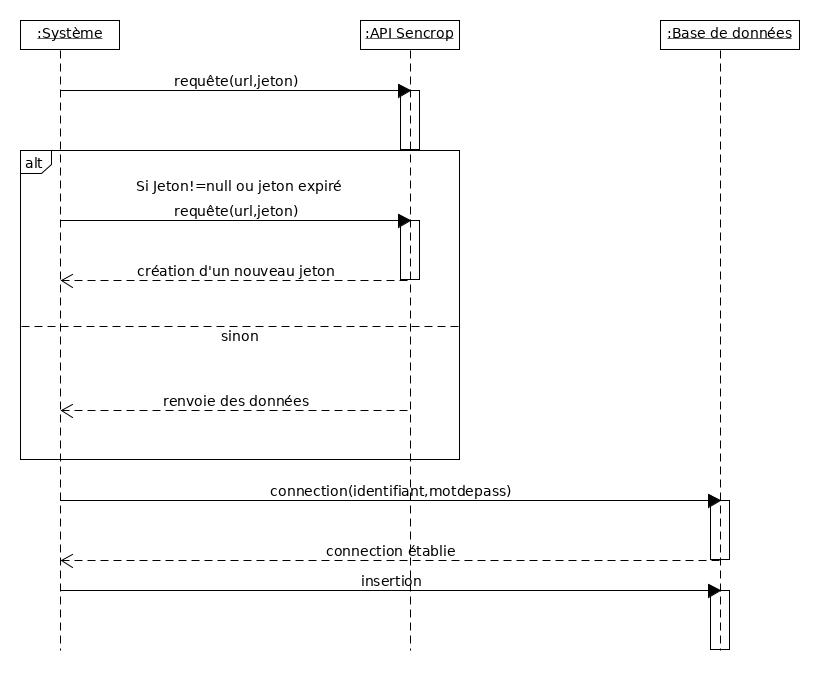 :Système
:API Sencrop
:Base de données
requête(url,jeton)
alt
Si Jeton!=null ou jeton expiré
requête(url,jeton)
création d'un nouveau jeton
sinon
renvoie des données
connection(identifiant,motdepass)
connection établie
insertion